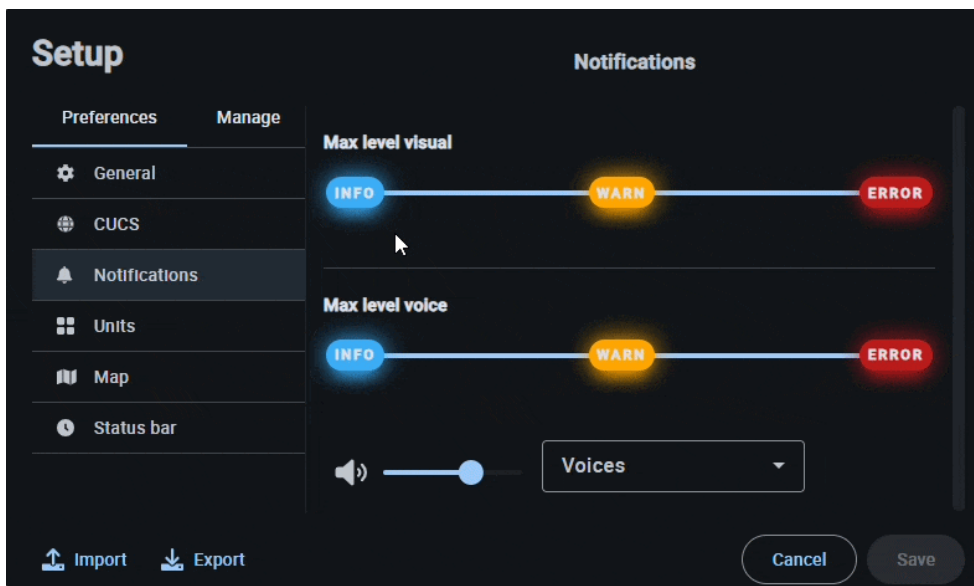 Setup
Notifications
Preferences Manage
General
CUCS
Notifications
Units
Map
Status bar
Max level visual
INFO WARN ERROR
Max level voice
INFO WARN ERROR
Voices
Import Export
Cancel Save